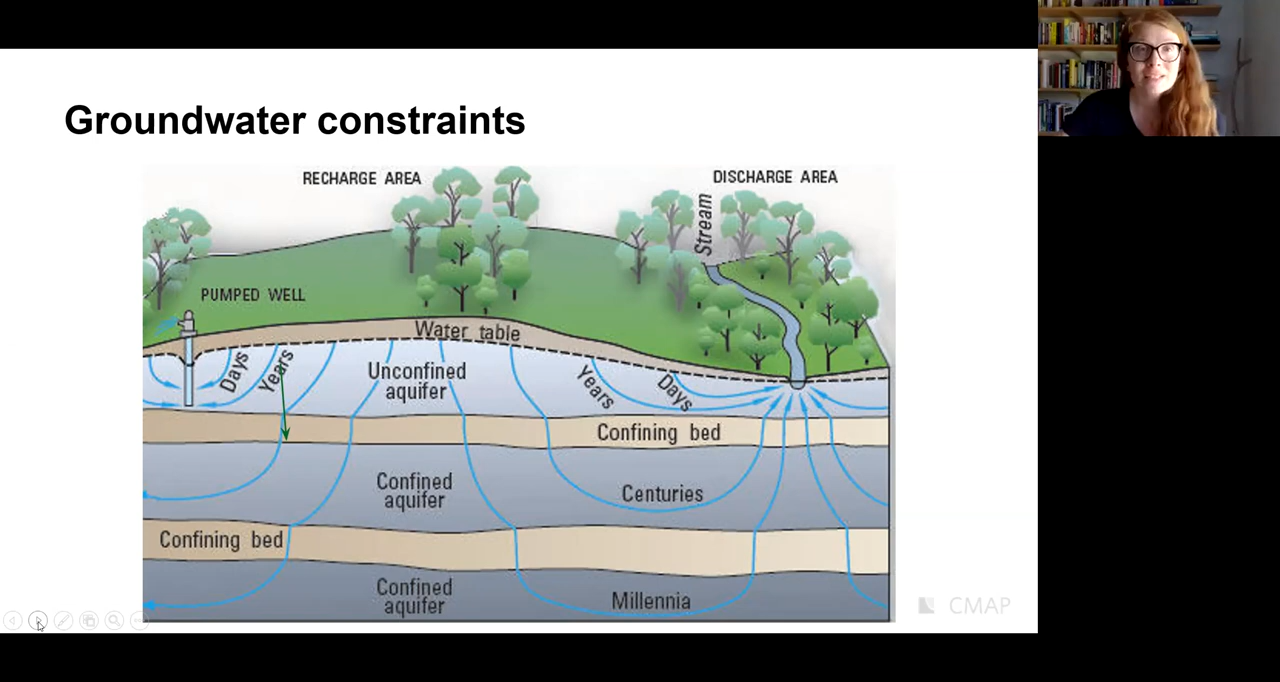 Groundwater constraints
RECHARGE AREA
DISCHARGE AREA
Stream
PUMPED WELL
Water table
Days
Years
Unconfined
aquifer
Years
Days
Confining bed
Confined
aquifer
Centuries
Confining bed
Confined
aquifer
Millennia
CMAP